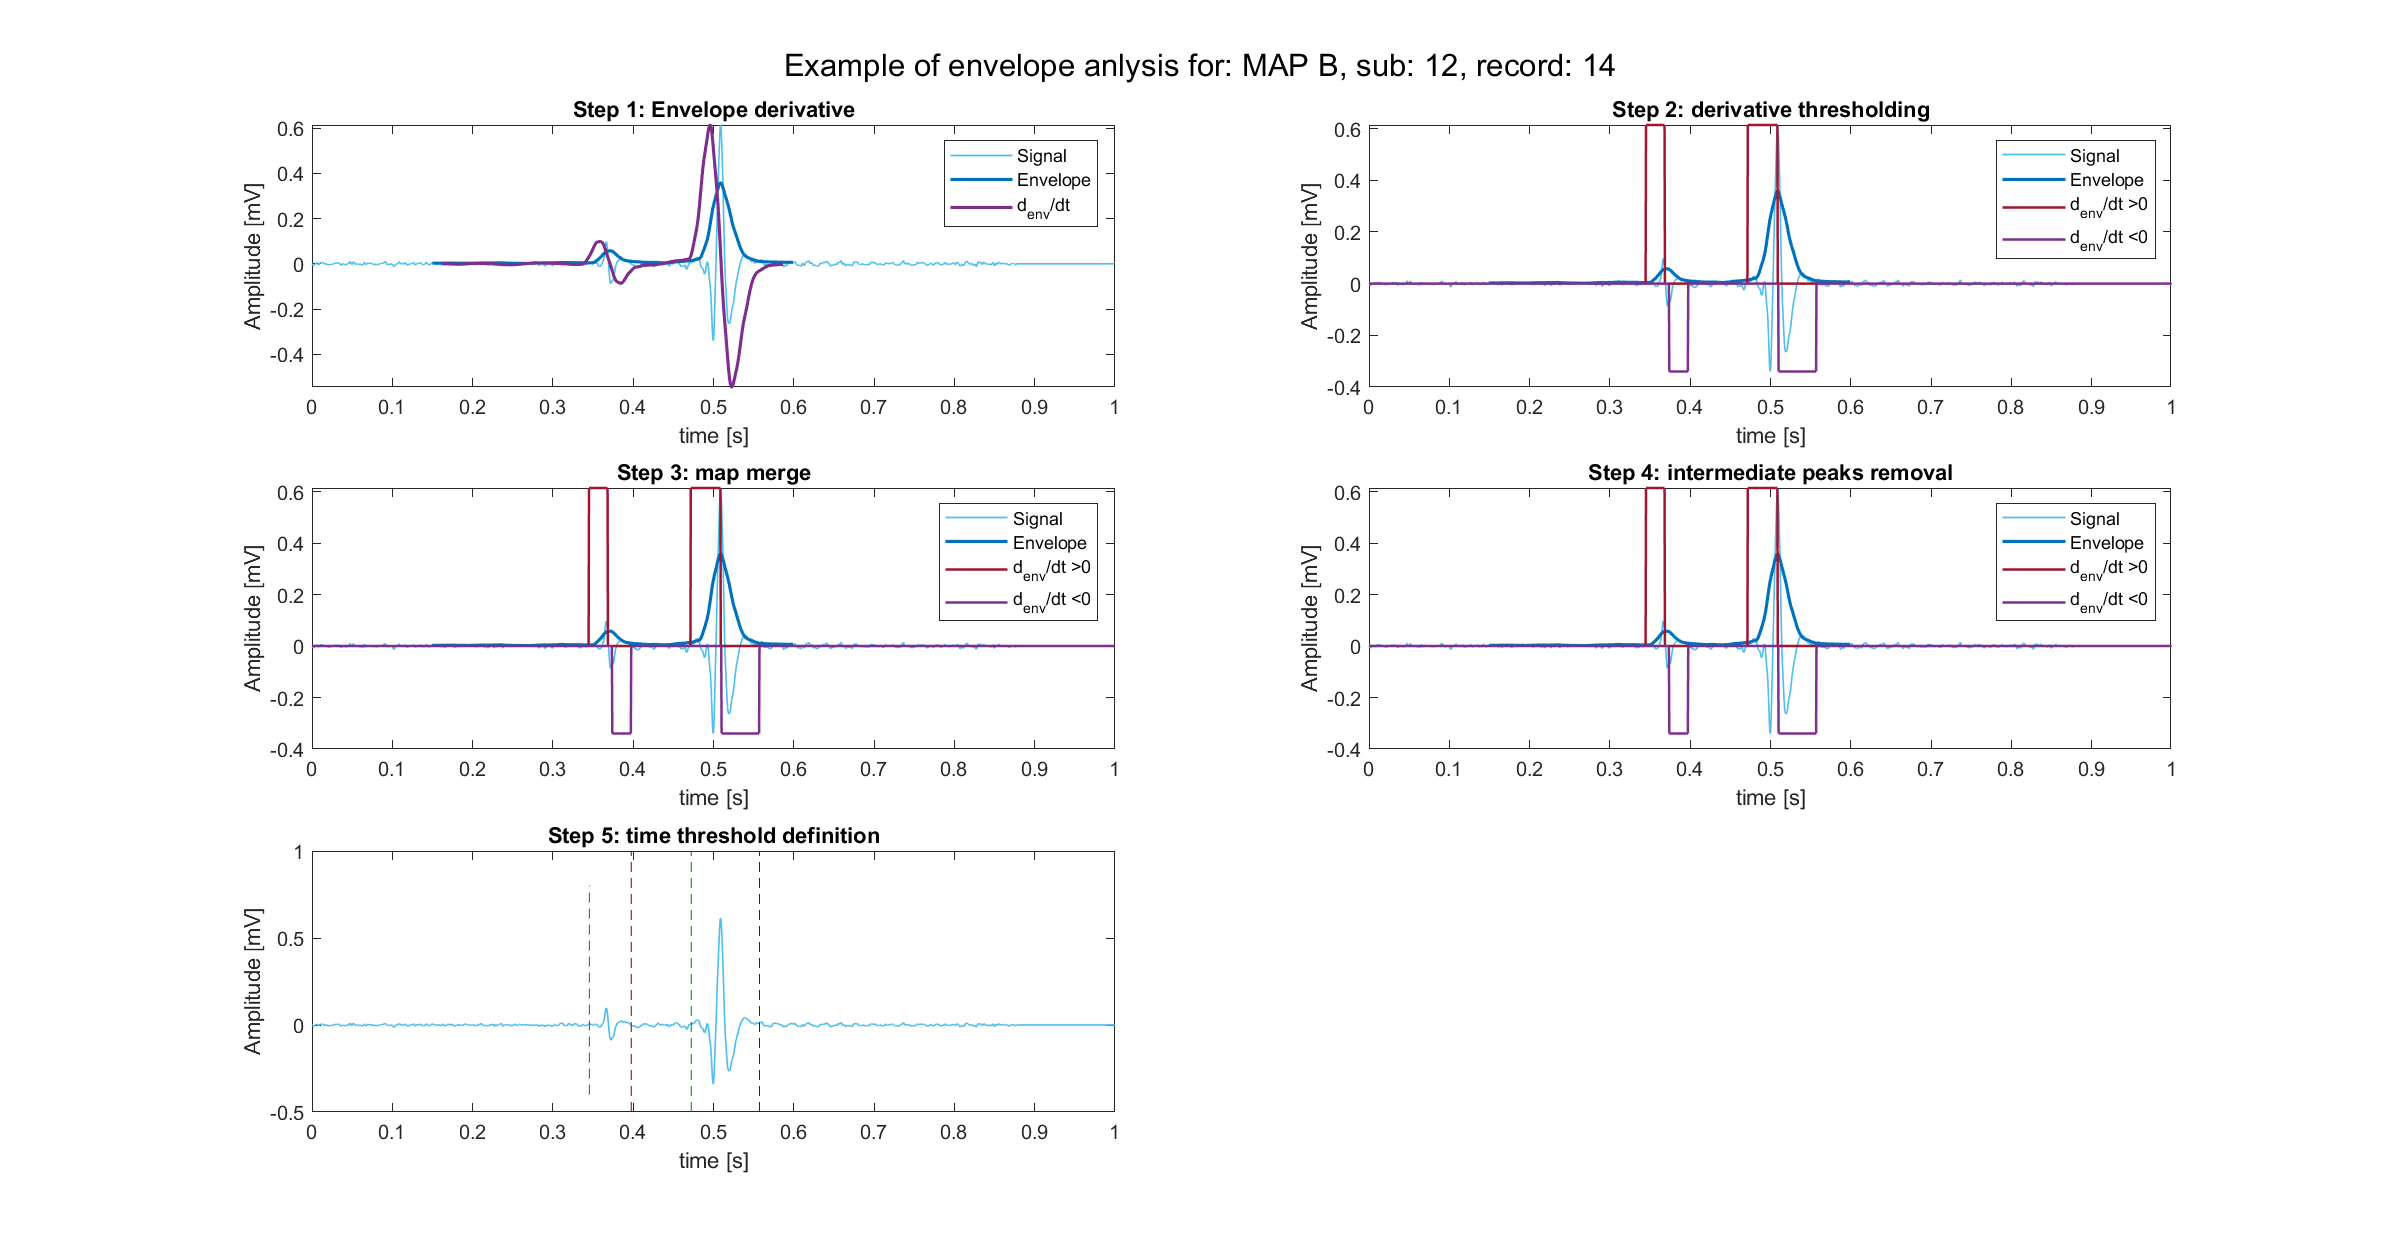 Example of envelope anlysis for: MAP B, sub: 12, record: 14
Step 1: Envelope derivative
0.6
0.4
0.2
0
-0.2
-0.4
Amplitude [mV]
Signal
Envelope
d_env/dt
0 0.1 0.2 0.3 0.4 0.5 0.6 0.7 0.8 0.9 1
time [s]
Step 2: derivative thresholding
0.6
0.4
0.2
0
-0.2
-0.4
Amplitude [mV]
Signal
Envelope
d_env/dt >0
d_env/dt <0
0 0.1 0.2 0.3 0.4 0.5 0.6 0.7 0.8 0.9 1
time [s]
Step 3: map merge
0.6
0.4
0.2
0
-0.2
-0.4
Amplitude [mV]
Signal
Envelope
d_env/dt >0
d_env/dt <0
0 0.1 0.2 0.3 0.4 0.5 0.6 0.7 0.8 0.9 1
time [s]
Step 4: intermediate peaks removal
0.6
0.4
0.2
0
-0.2
-0.4
Amplitude [mV]
Signal
Envelope
d_env/dt >0
d_env/dt <0
0 0.1 0.2 0.3 0.4 0.5 0.6 0.7 0.8 0.9 1
time [s]
Step 5: time threshold definition
1
0.5
0
-0.5
Amplitude [mV]
0 0.1 0.2 0.3 0.4 0.5 0.6 0.7 0.8 0.9 1
time [s]